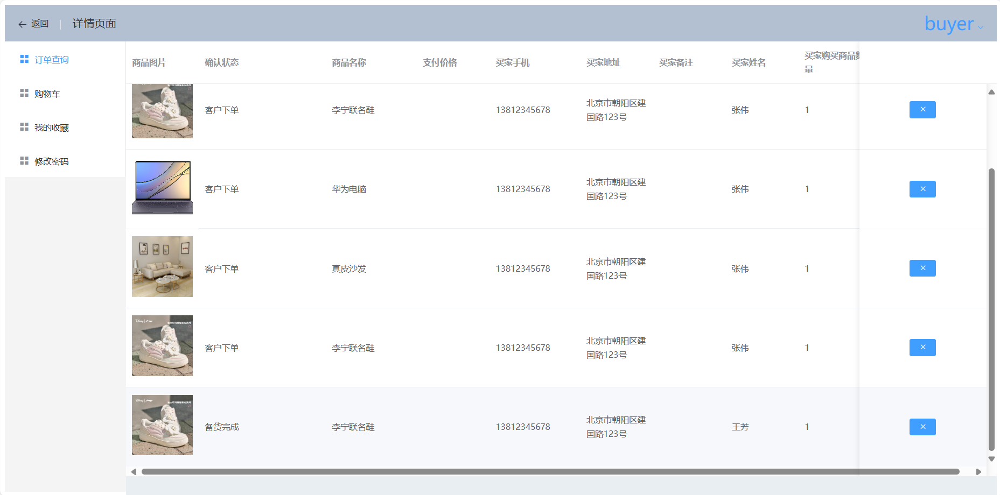 返回 | 详情页面
buyer
订单查询
购物车
我的收藏
修改密码
商品图片 确认状态 商品名称 支付价格 买家手机 买家地址 买家备注 买家姓名 买家购买商品数
量
客户下单 李宁联名鞋 13812345678 北京市朝阳区建 张伟 1
国路123号
客户下单 华为电脑 13812345678 北京市朝阳区建 张伟 1
国路123号
客户下单 真皮沙发 13812345678 北京市朝阳区建 张伟 1
国路123号
客户下单 李宁联名鞋 13812345678 北京市朝阳区建 张伟 1
国路123号
备货完成 李宁联名鞋 13812345678 北京市朝阳区建 王芳 1
国路123号